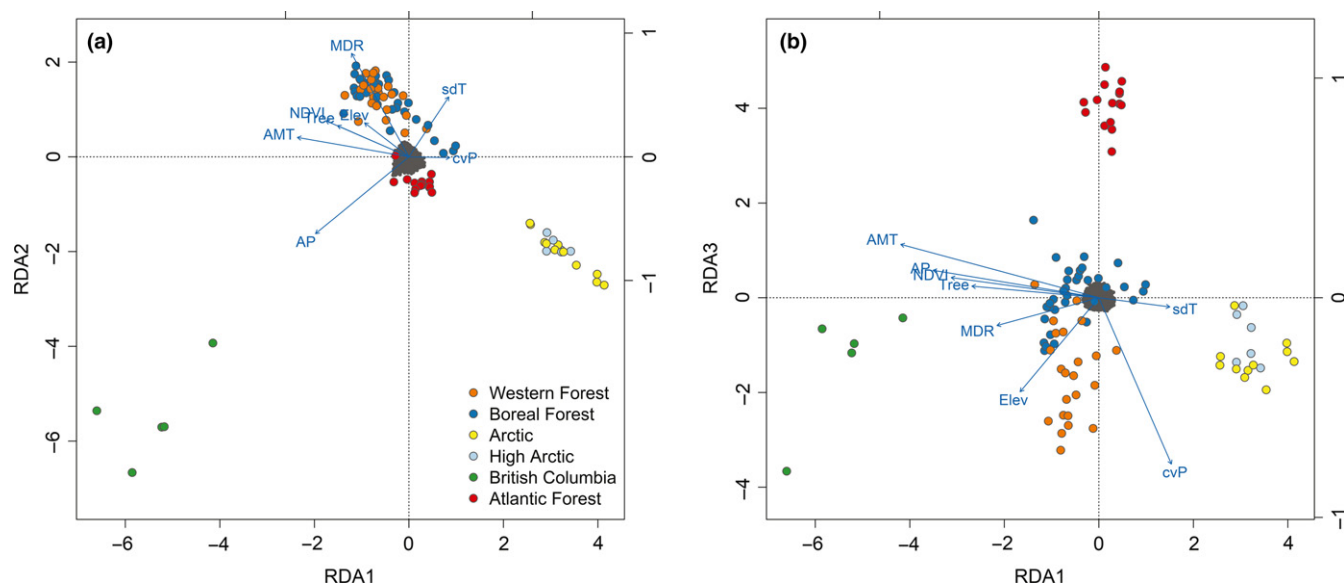 (a)
MDR
sdT
NDVI
Tree
Elev
AMT
cvP
AP
RDA2
2
0
−2
−4
−6
1
0
−1
Western Forest
Boreal Forest
Arctic
High Arctic
British Columbia
Atlantic Forest
−6
−4
−2
0
2
4
RDA1
(b)
AMT
AP
NDVI
Tree
sdT
MDR
Elev
cvP
RDA3
4
2
0
−2
−4
1
0
−1
−6
−4
−2
0
2
4
RDA1